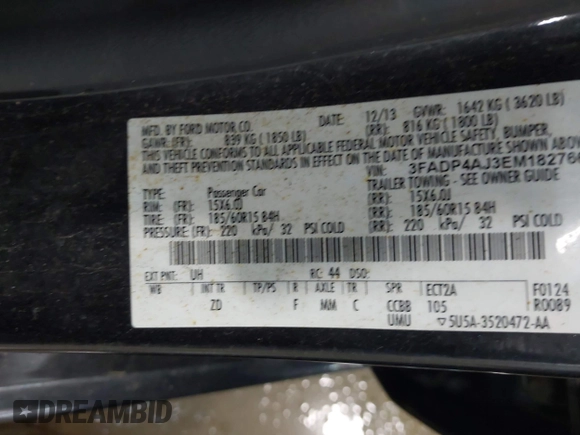 MFD. BY FORD MOTOR CO. DATE: 12/13 GVWR: 1642 KG ( 3620 LB)
GAWR: (FR): 839 KG ( 1850 LB) (RR): 816 KG ( 1800 LB)
THIS VEHICLE CONFORMS TO ALL APPLICABLE FEDERAL MOTOR VEHICLE SAFETY, BUMPER,
AND THEFT PREVENTION STANDARDS IN EFFECT ON THE DATE OF MANUFACTURE SHOWN
VIN: 3FADP4AJ3EM18276
TYPE: Passenger Car TRAILER TOWING - SEE OWNER GUIDE
RIM: (FR): 15X6.0J (RR): 15X6.0J
TIRE: (FR): 185/60R15 84H (RR): 185/60R15 84H
PRESSURE: (FR): 220 kPa/ 32 PSI COLD (RR): 220 kPa/ 32 PSI COLD
EXT PNT: UH RC: 44 DSO:
WB INT TR TP/PS R AXLE TR SPR ECT2A F0124
ZD F MM C CCBB 105 R0089
UMU ▽5U5A-3520472-AA
DREAMBID